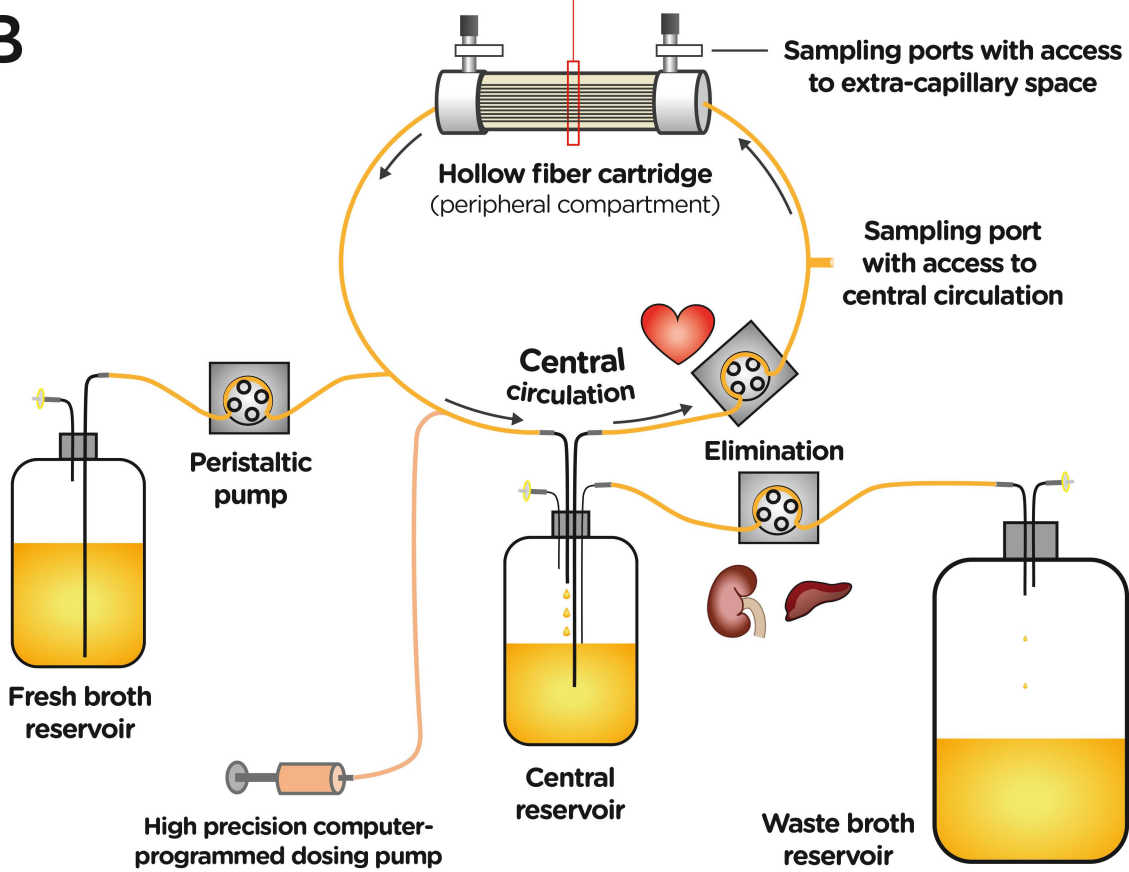 B
Sampling ports with access
to extra-capillary space
Hollow fiber cartridge
(peripheral compartment)
Sampling port
with access to
central circulation
Central
circulation
Peristaltic
pump
Elimination
Fresh broth
reservoir
Central
reservoir
High precision computer-
programmed dosing pump
Waste broth
reservoir